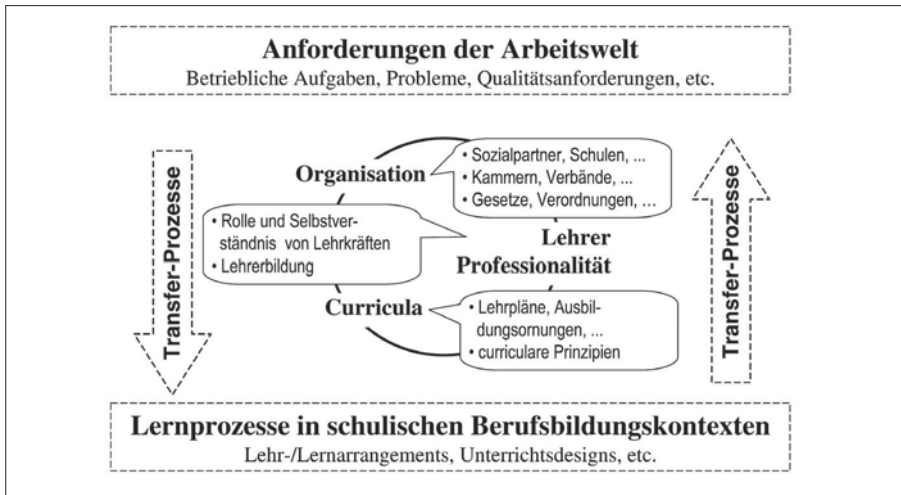 Anforderungen der Arbeitswelt
Betriebliche Aufgaben, Probleme, Qualitätsanforderungen, etc.
Transfer-Prozesse
Organisation
• Sozialpartner, Schulen, ...
• Kammern, Verbände, ...
• Gesetze, Verordnungen, ...
• Rolle und Selbstver-
ständnis von Lehrkräften
• Lehrerbildung
Lehrer
Professionalität
Curricula
• Lehrpläne, Ausbil-
dungsornungen, ...
• curriculare Prinzipien
Transfer-Prozesse
Lernprozesse in schulischen Berufsbildungskontexten
Lehr-/Lernarrangements, Unterrichtsdesigns, etc.